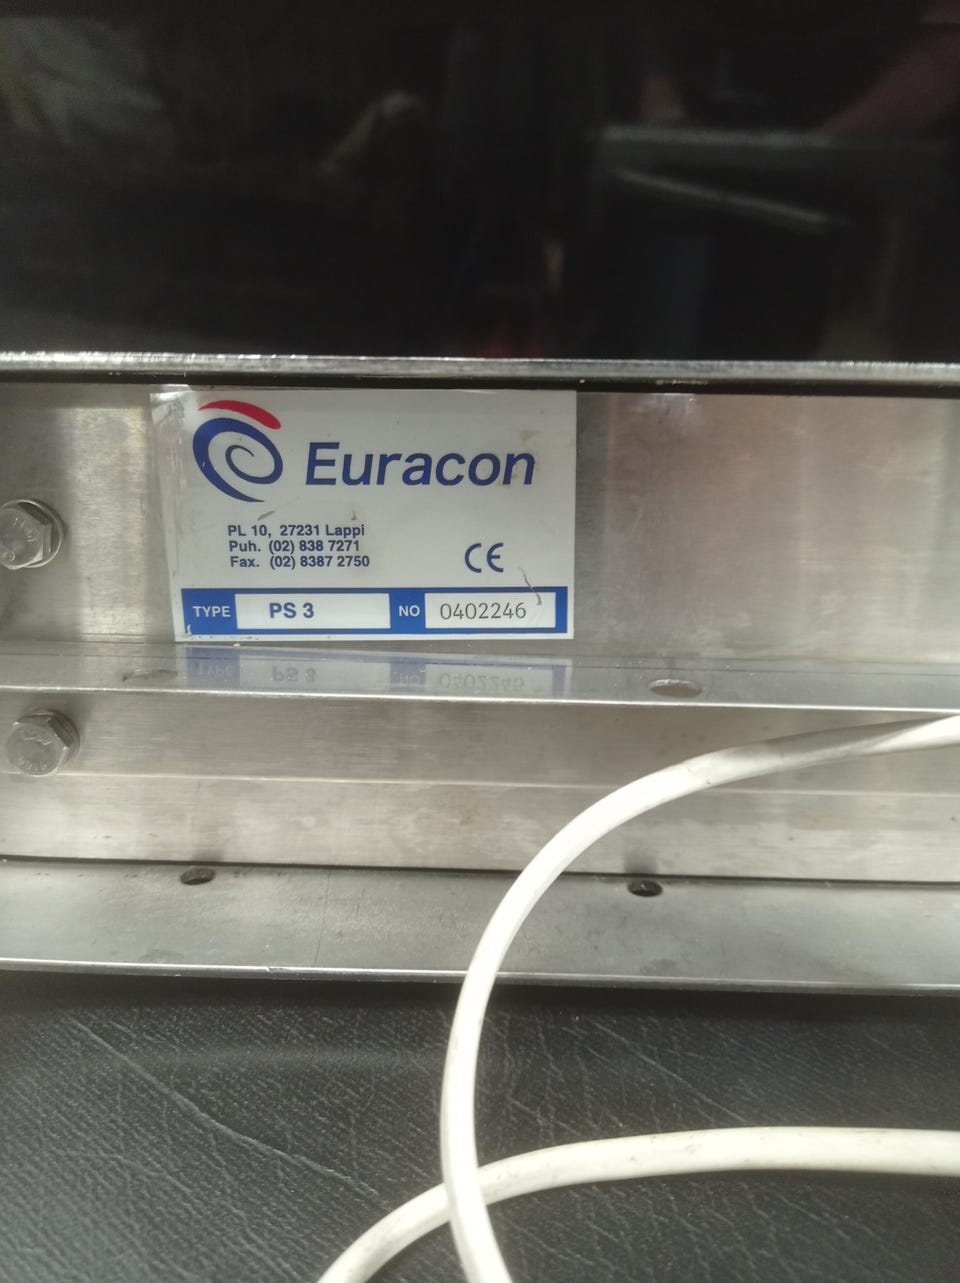 Euracon
PL 10, 27231 Lappi
Puh. (02) 838 7271
Fax. (02) 8387 2750
CE
TYPE PS 3 NO 0402246